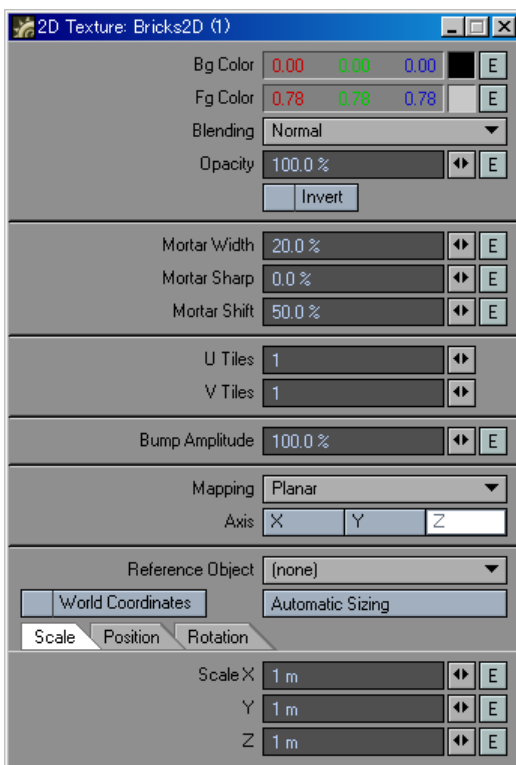 2D Texture: Bricks2D (1)
Bg Color 0.00 0.00 0.00 E
Fg Color 0.78 0.78 0.78 E
Blending Normal
Opacity 100.0 % E
Invert
Mortar Width 20.0 % E
Mortar Sharp 0.0 % E
Mortar Shift 50.0 % E
U Tiles 1
V Tiles 1
Bump Amplitude 100.0 % E
Mapping Planar
Axis X Y Z
Reference Object (none)
World Coordinates Automatic Sizing
Scale Position Rotation
Scale X 1 m E
Y 1 m E
Z 1 m E